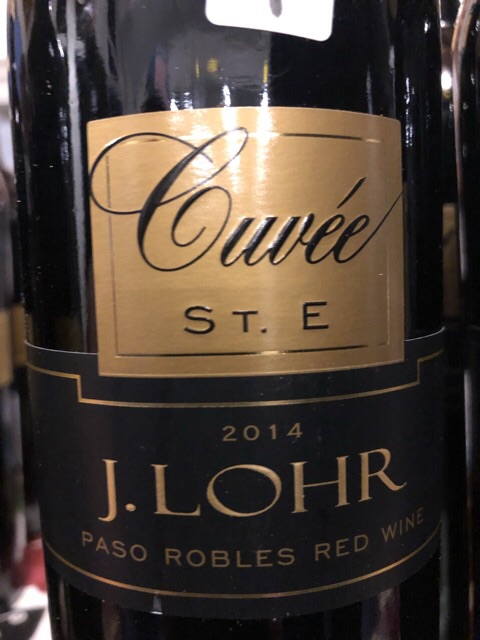 Cuvée
ST. E
2014
J. LOHR
PASO ROBLES RED WINE